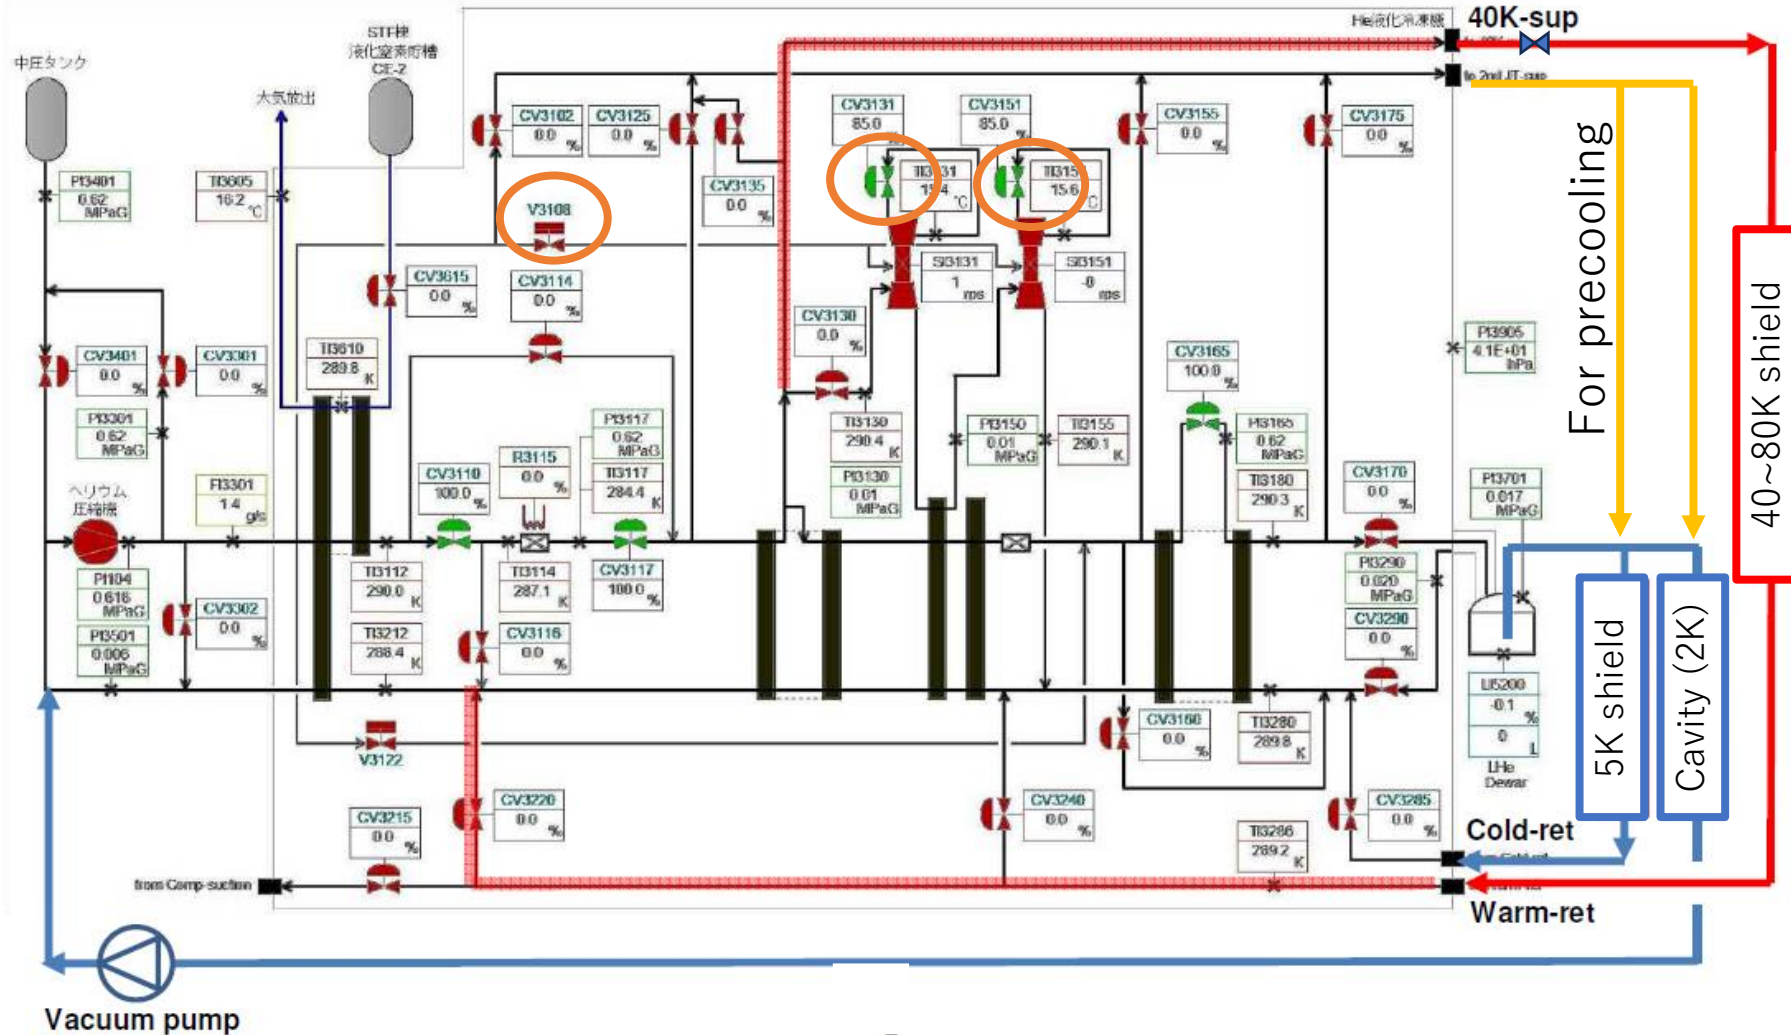 He液化冷凍機
40K-sup
STF棟
液化窒素貯槽
CE-2
中圧タンク
大気放出
to 2nd JT-sup
CV3102
0.0
%
CV3125
0.0
%
CV3135
0.0
%
CV3131
85.0
%
CV3151
85.0
%
CV3155
0.0
%
CV3175
0.0
%
PI3401
0.62
MPaG
TI3605
16.2
℃
V3108
TI3131
15.4
℃
15.6
℃
For precooling
40~80K shield
CV3615
0.0
%
CV3114
0.0
%
SI3131
1
rps
SI3151
-0
rps
CV3130
0.0
%
PI3905
4.1E+01
hPa
CV3401
0.0
%
CV3301
0.0
%
TI3610
289.8
K
CV3165
100.0
%
PI3301
0.62
MPaG
PI3117
0.62
MPaG
TI3117
284.4
K
TI3130
290.4
K
PI3130
0.01
MPaG
PI3150
0.01
MPaG
TI3155
290.1
K
PI3165
0.62
MPaG
TI3180
290.3
K
ヘリウム
圧縮機
FI3301
1.4
g/s
CV3110
100.0
%
R3115
0.0
%
CV3170
0.0
%
PI3701
0.017
MPaG
PI104
0.616
MPaG
PI3501
0.006
MPaG
CV3302
0.0
%
TI3112
290.0
K
TI3212
288.4
K
TI3114
287.1
K
CV3117
100.0
%
CV3116
0.0
%
PI3290
0.020
MPaG
CV3290
0.0
%
5K shield
Cavity (2K)
LI5200
-0.1
%
0
L
LHe
Dewar
V3122
CV3160
0.0
%
TI3280
289.8
K
CV3215
0.0
%
CV3220
0.0
%
CV3240
0.0
%
CV3285
0.0
%
TI3286
289.2
K
Cold-ret
from Comp-suction
Warm-ret
Vacuum pump